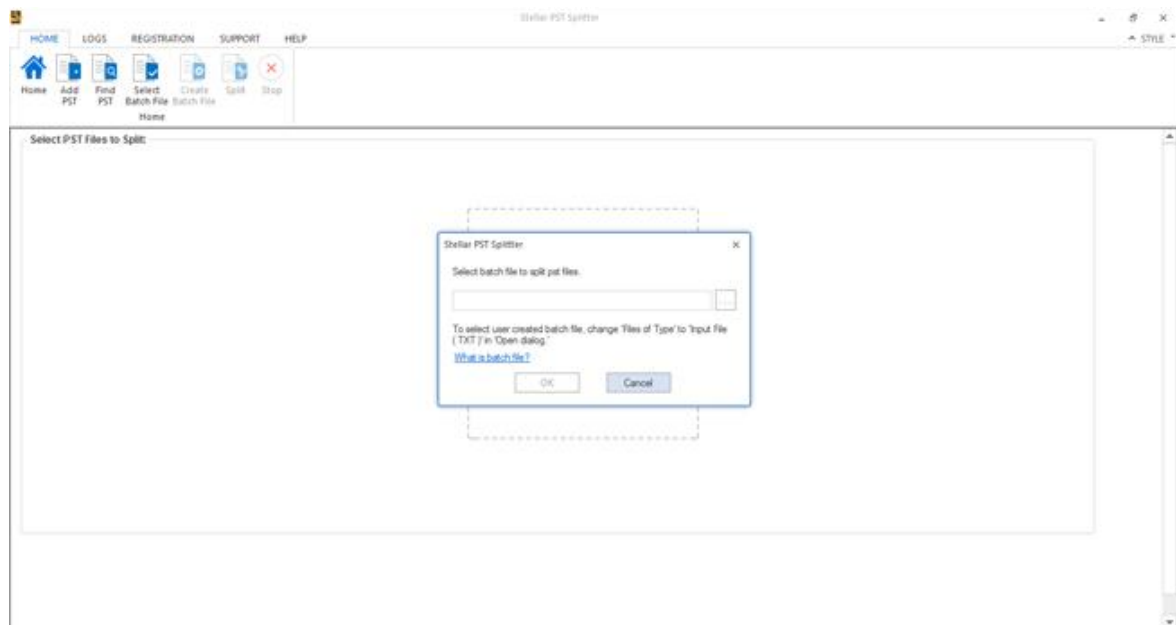 Stellar PST Splitter
HOME LOGS REGISTRATION SUPPORT HELP
STYLE
Home Add PST Find PST Select Batch File Create Batch File Split Stop
Home
Select PST Files to Split:
Stellar PST Splittler
Select batch file to split pst files.
...
To select user created batch file, change 'Files of Type' to 'Input File
( TXT )' in 'Open dialog.'
What is batch file?
OK Cancel